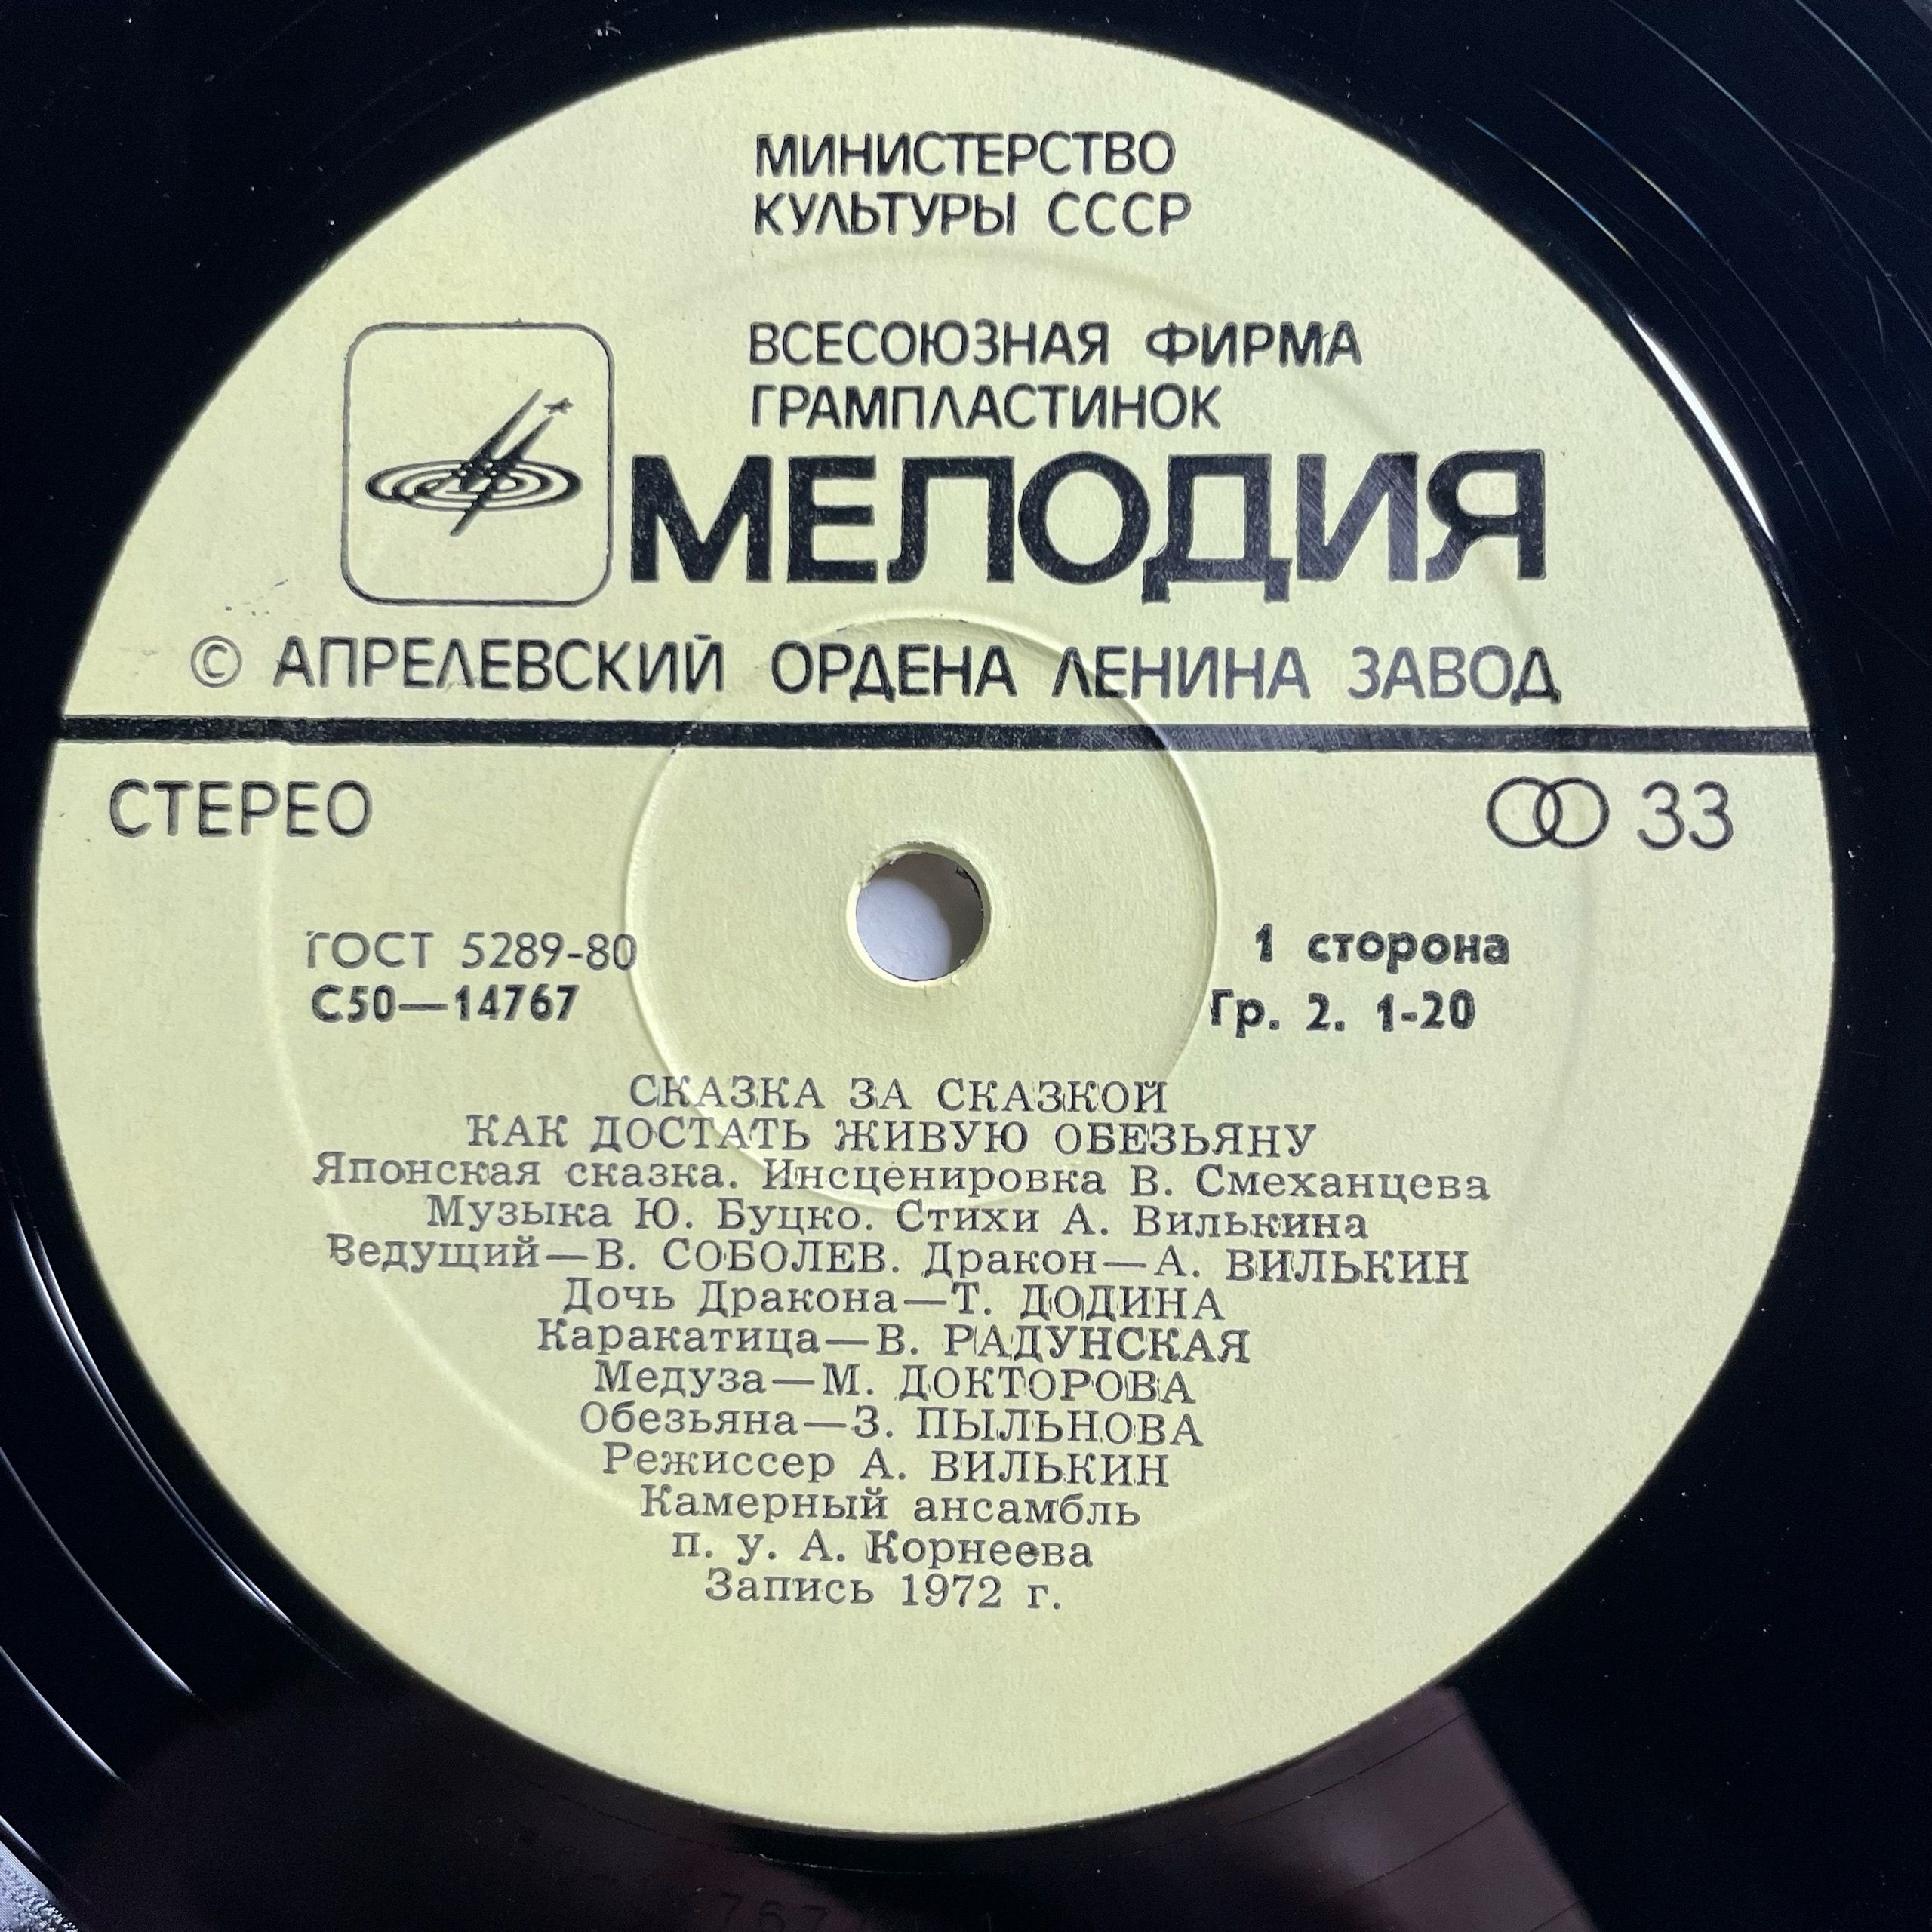 МИНИСТЕРСТВО
КУЛЬТУРЫ СССР
ВСЕСОЮЗНАЯ ФИРМА
ГРАМПЛАСТИНОК
МЕЛОДИЯ
© АПРЕЛЕВСКИЙ ОРДЕНА ЛЕНИНА ЗАВОД
СТЕРЕО
33
ГОСТ 5289-80
С50—14767
1 сторона
Гр. 2. 1-20
СКАЗКА ЗА СКАЗКОЙ
КАК ДОСТАТЬ ЖИВУЮ ОБЕЗЬЯНУ
Японская сказка. Инсценировка В. Смеханцева
Музыка Ю. Буцко. Стихи А. Вилькина
Ведущий—В. СОБОЛЕВ. Дракон—А. ВИЛЬКИН
Дочь Дракона—Т. ДОДИНА
Каракатица—В. РАДУНСКАЯ
Медуза—М. ДОКТОРОВА
Обезьяна—З. ПЫЛЬНОВА
Режиссер А. ВИЛЬКИН
Камерный ансамбль
п. у. А. Корнеева
Запись 1972 г.